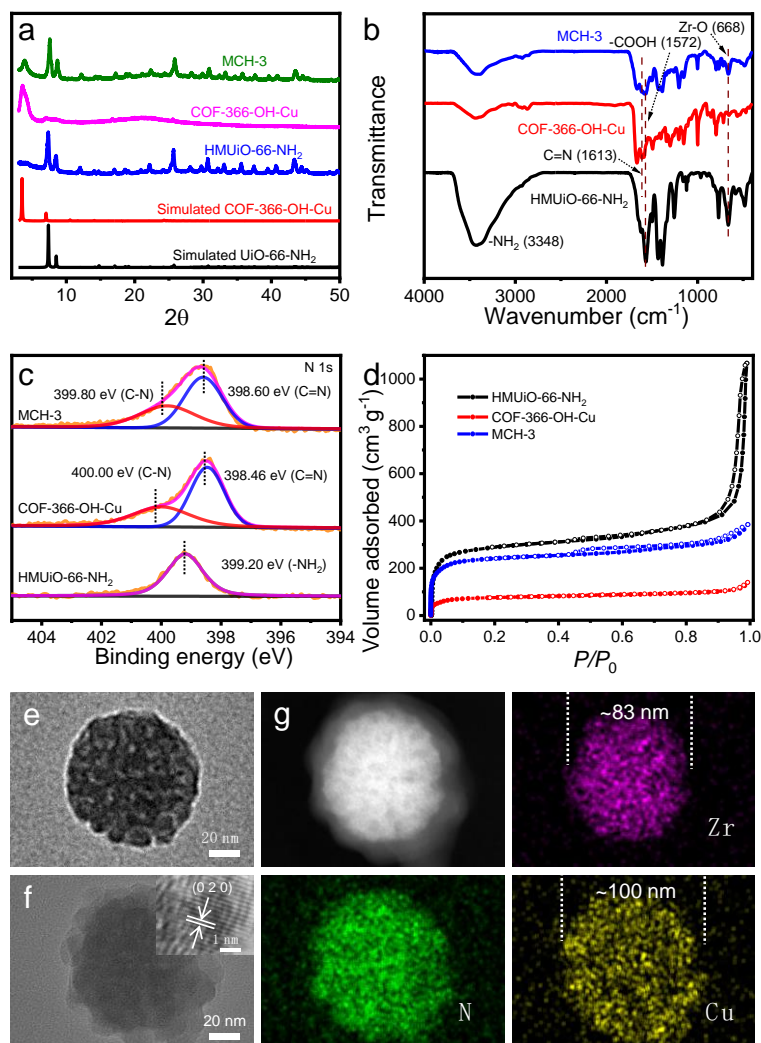 a
MCH-3
COF-366-OH-Cu
HMUiO-66-NH₂
Simulated COF-366-OH-Cu
Simulated UiO-66-NH₂
10 20 30 40 50
2θ
b
Zr-O (668)
MCH-3
-COOH (1572)
COF-366-OH-Cu
C=N (1613)
HMUiO-66-NH₂
-NH₂ (3348)
Transmittance
4000 3000 2000 1000
Wavenumber (cm⁻¹)
c
N 1s
399.80 eV (C-N)
398.60 eV (C=N)
MCH-3
400.00 eV (C-N)
398.46 eV (C=N)
COF-366-OH-Cu
399.20 eV (-NH₂)
HMUiO-66-NH₂
404 402 400 398 396 394
Binding energy (eV)
d
HMUiO-66-NH₂
COF-366-OH-Cu
MCH-3
Volume adsorbed (cm³ g⁻¹)
1000
800
600
400
200
0
0.0 0.2 0.4 0.6 0.8 1.0
P/P₀
e
20 nm
g
~83 nm
Zr
f
(0 2 0)
1 nm
20 nm
N
~100 nm
Cu